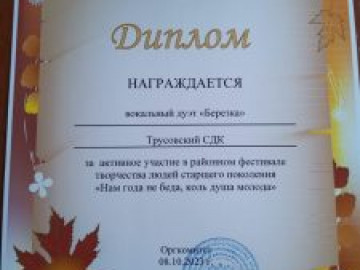 Диплом
НАГРАЖДАЕТСЯ
вокальный дуэт «Березка»
Трусовский СДК
за активное участие в районном фестивале
творчества людей старшего поколения
«Нам года не беда, коль душа молода»
08.10.2023 г